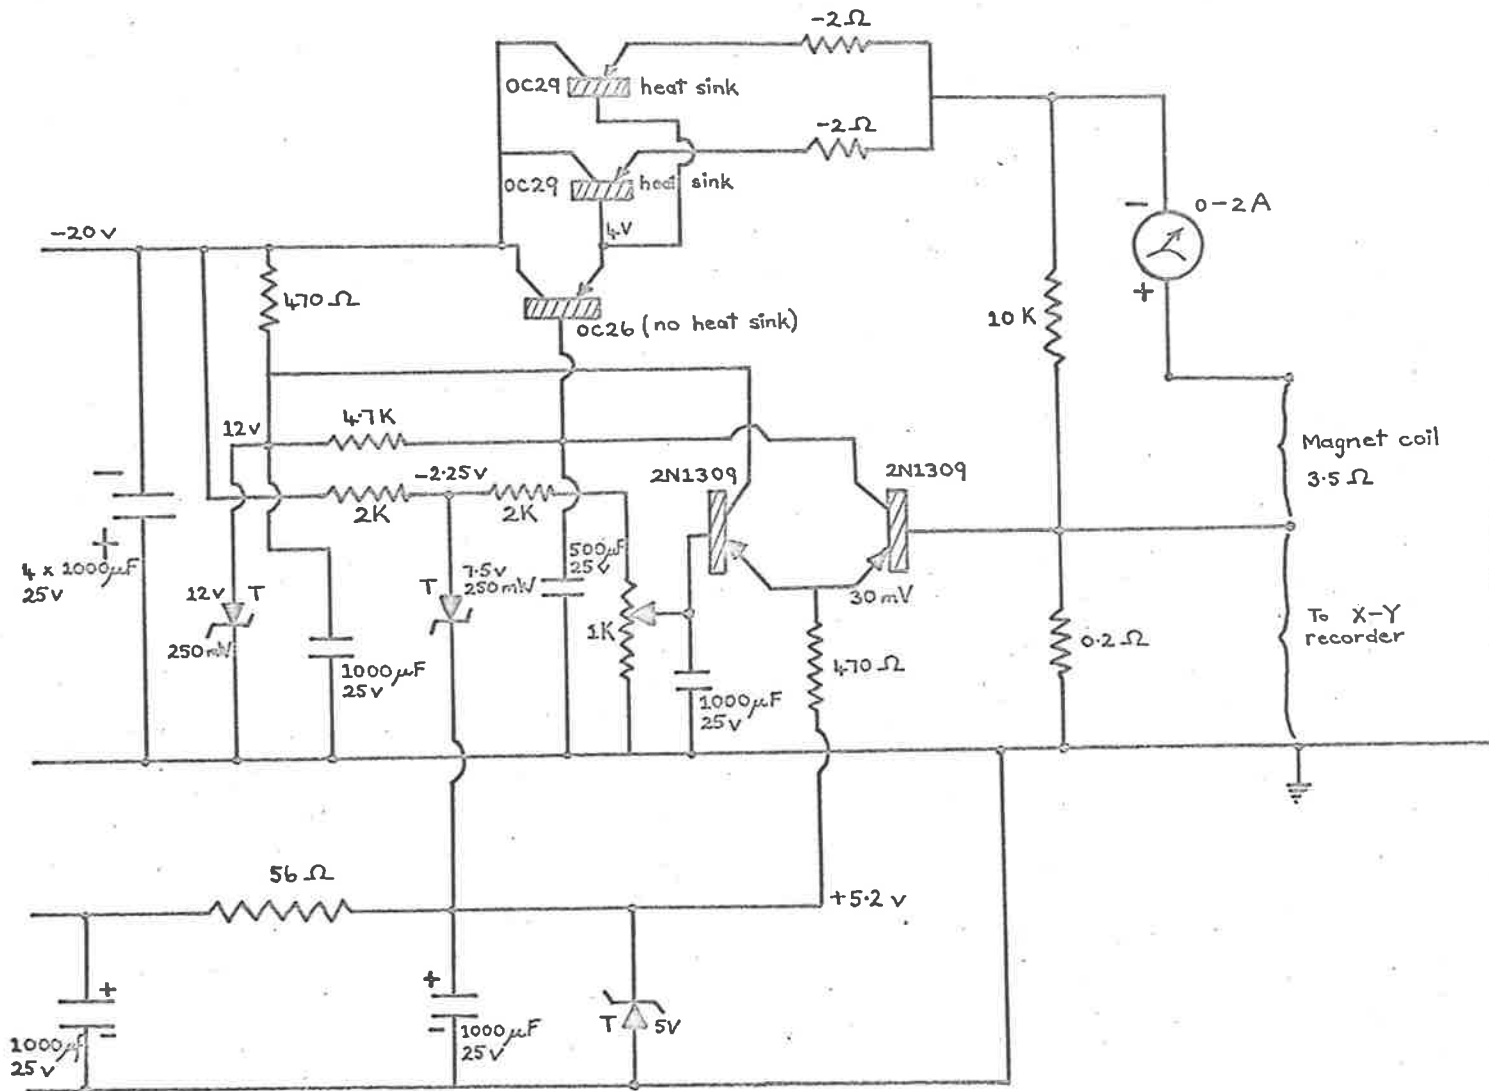 -2Ω
OC29
heat sink
-2Ω
OC29
heat sink
-20v
4V
-
0-2A
+
470Ω
OC26 (no heat sink)
10K
12v
4.7K
Magnet coil
3.5Ω
-2.25v
2N1309
2N1309
-
2K
2K
+
4 x 1000μF
25v
500μF
25v
7.5v
250mW
T
12v
T
250mW
1K
30mV
To X-Y
recorder
0.2Ω
470Ω
1000μF
25v
1000μF
25v
56Ω
+5.2v
+
-
1000μF
25v
+
-
1000μF
25v
T
5V